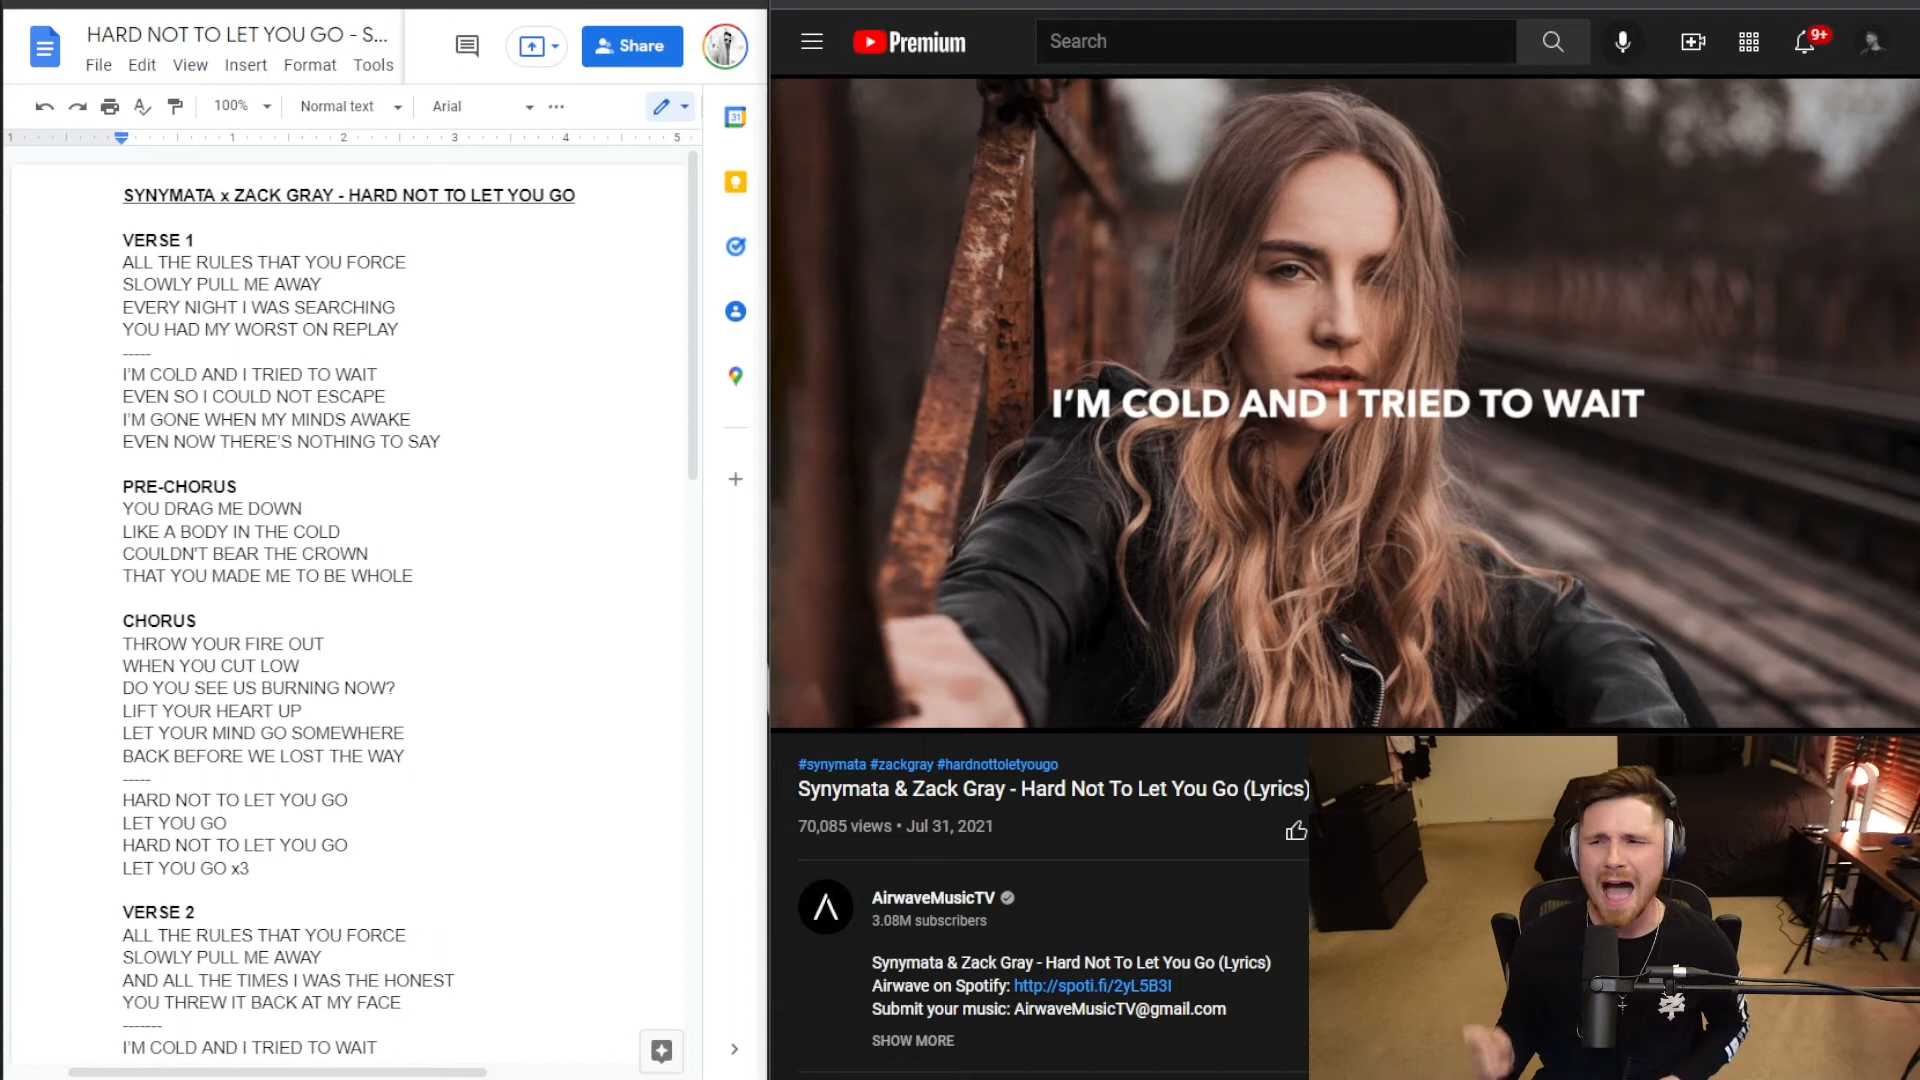 HARD NOT TO LET YOU GO - S...
File Edit View Insert Format Tools
Share
100% Normal text Arial
1 1 2 3 4 5
31
SYNYMATA x ZACK GRAY - HARD NOT TO LET YOU GO
VERSE 1
ALL THE RULES THAT YOU FORCE
SLOWLY PULL ME AWAY
EVERY NIGHT I WAS SEARCHING
YOU HAD MY WORST ON REPLAY
-----
I'M COLD AND I TRIED TO WAIT
EVEN SO I COULD NOT ESCAPE
I'M GONE WHEN MY MINDS AWAKE
EVEN NOW THERE'S NOTHING TO SAY
PRE-CHORUS
YOU DRAG ME DOWN
LIKE A BODY IN THE COLD
COULDN'T BEAR THE CROWN
THAT YOU MADE ME TO BE WHOLE
CHORUS
THROW YOUR FIRE OUT
WHEN YOU CUT LOW
DO YOU SEE US BURNING NOW?
LIFT YOUR HEART UP
LET YOUR MIND GO SOMEWHERE
BACK BEFORE WE LOST THE WAY
-----
HARD NOT TO LET YOU GO
LET YOU GO
HARD NOT TO LET YOU GO
LET YOU GO x3
VERSE 2
ALL THE RULES THAT YOU FORCE
SLOWLY PULL ME AWAY
AND ALL THE TIMES I WAS THE HONEST
YOU THREW IT BACK AT MY FACE
-------
I'M COLD AND I TRIED TO WAIT
Premium
Search
9+
I'M COLD AND I TRIED TO WAIT
#synymata #zackgray #hardnottoletyougo
Synymata & Zack Gray - Hard Not To Let You Go (Lyrics)
70,085 views • Jul 31, 2021
AirwaveMusicTV
3.08M subscribers
Synymata & Zack Gray - Hard Not To Let You Go (Lyrics)
Airwave on Spotify: http://spoti.fi/2yL5B3I
Submit your music: AirwaveMusicTV@gmail.com
SHOW MORE